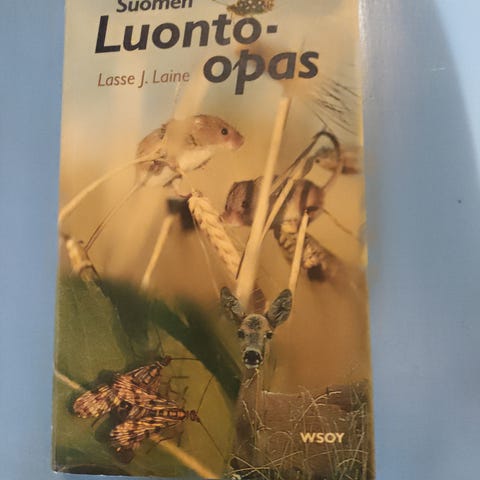 Suomen
Luonto-
opas
Lasse J. Laine
WSOY